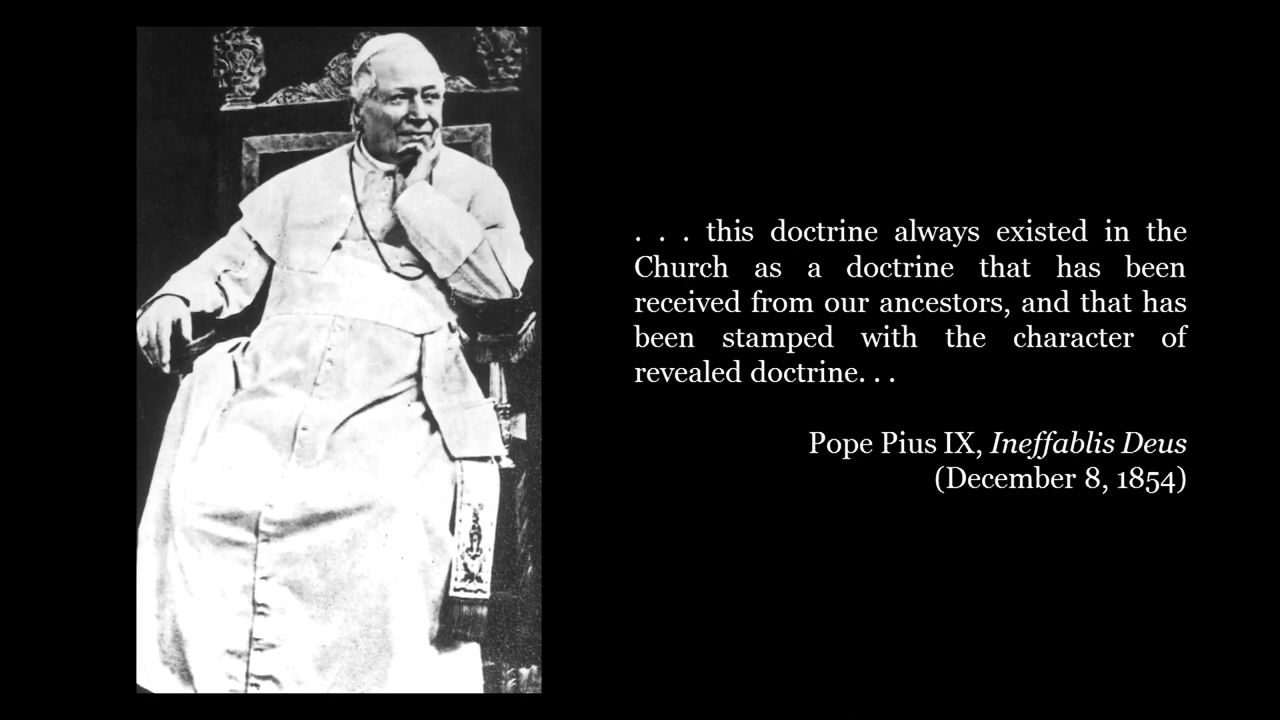 . . . this doctrine always existed in the
Church as a doctrine that has been
received from our ancestors, and that has
been stamped with the character of
revealed doctrine. . .
Pope Pius IX, Ineffablis Deus
(December 8, 1854)